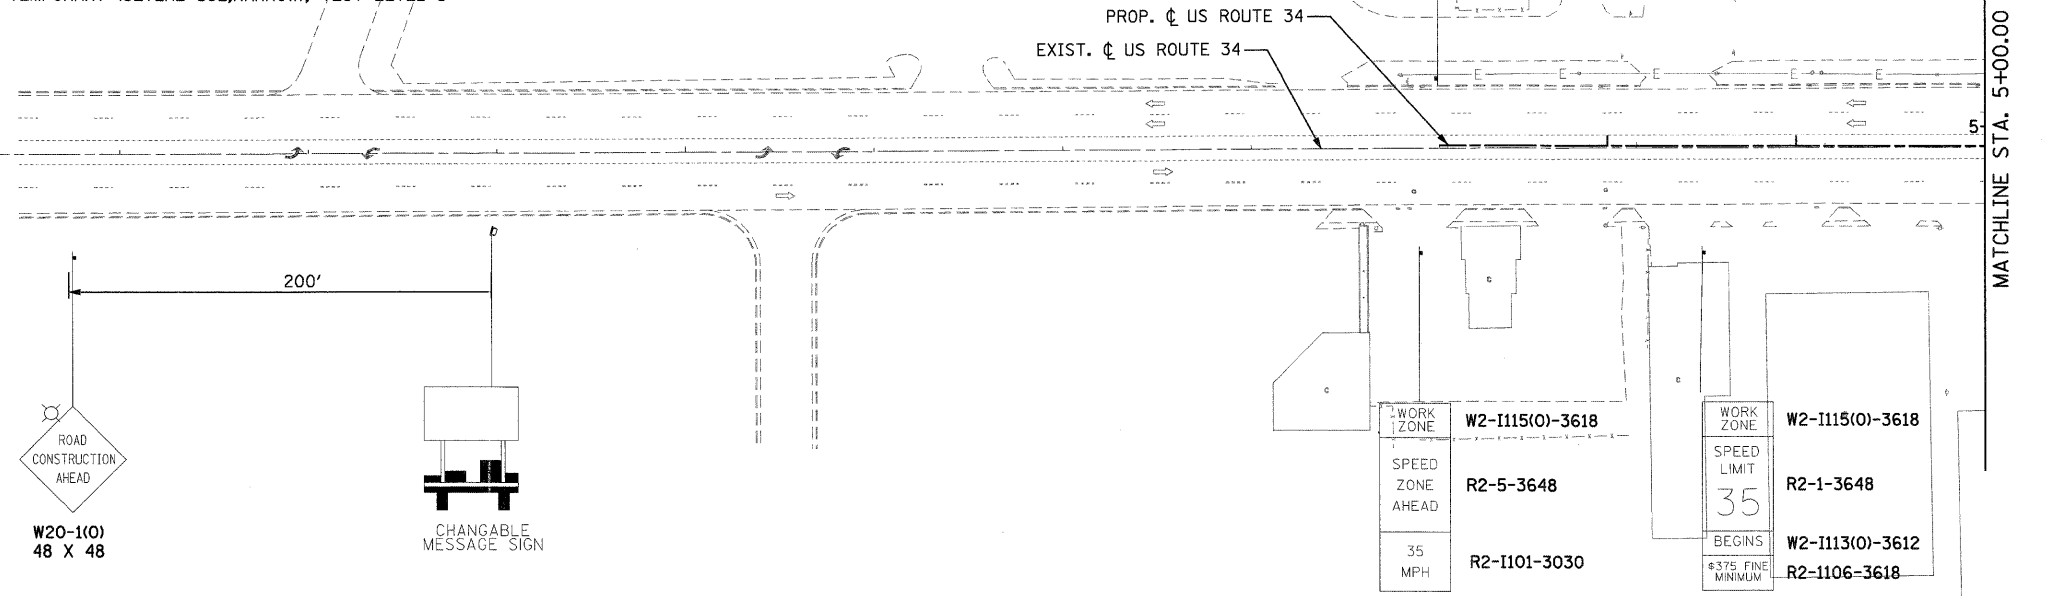 PROP. ℄ US ROUTE 34
EXIST. ℄ US ROUTE 34
E E E E E
5
MATCHLINE STA. 5+00.00
200'
ROAD
CONSTRUCTION
AHEAD
W20-1(O)
48 X 48
CHANGABLE
MESSAGE SIGN
WORK
ZONE
W2-I115(O)-3618
SPEED
ZONE
AHEAD
R2-5-3648
35
MPH
R2-I101-3030
WORK
ZONE
W2-I115(O)-3618
SPEED
LIMIT
35
R2-1-3648
BEGINS
W2-I113(O)-3612
$375 FINE
MINIMUM
R2-1106-3618